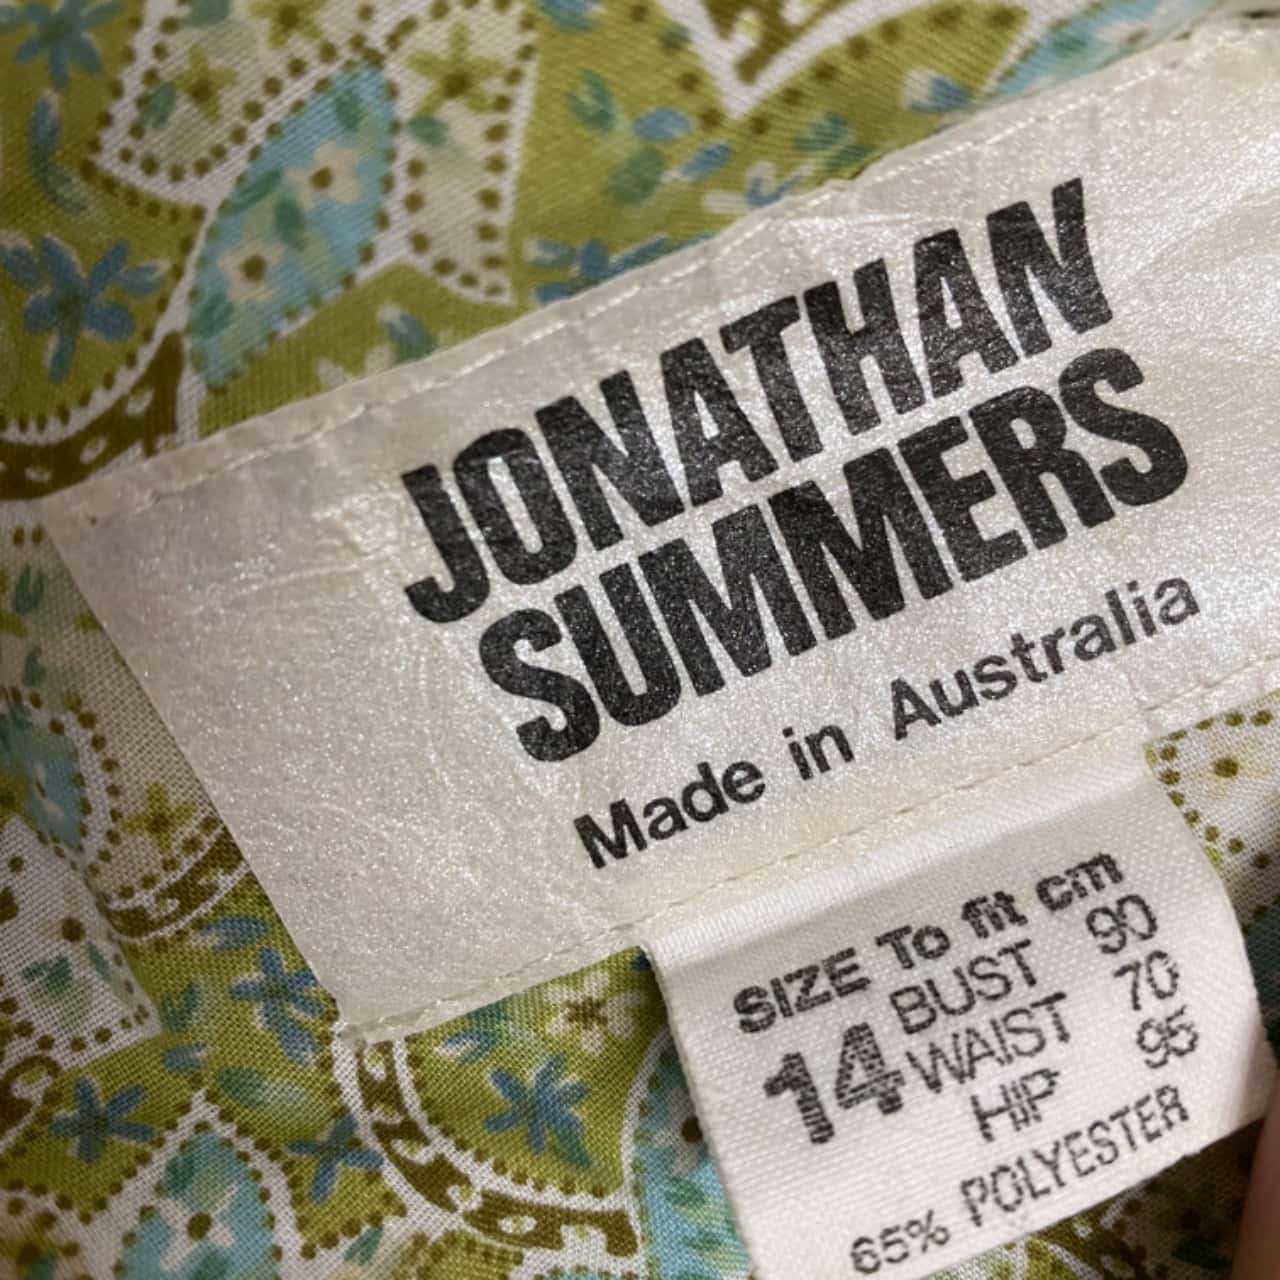 JONATHAN
SUMMERS
Made in Australia
SIZE To fit cm
14 BUST 90
WAIST 70
HIP 95
65% POLYESTER